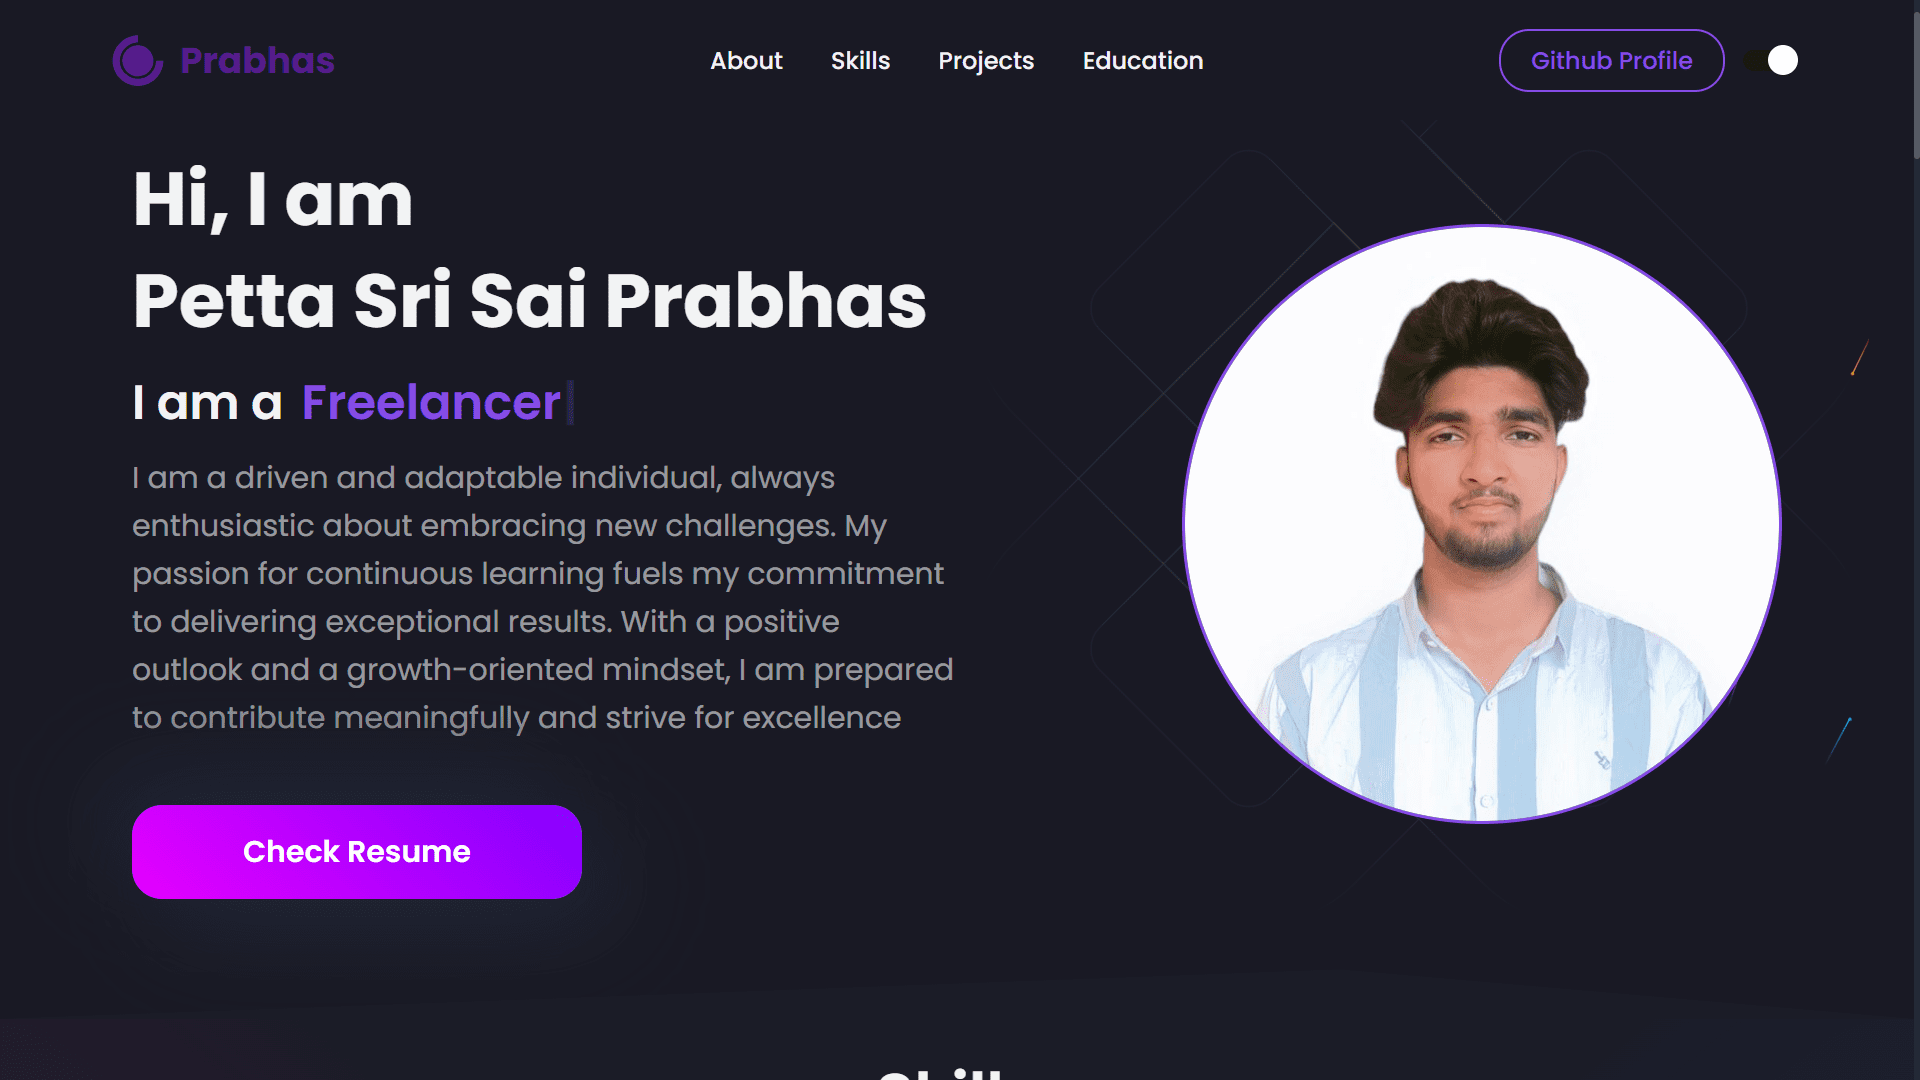 Prabhas
About
Skills
Projects
Education
Github Profile
Hi, I am
Petta Sri Sai Prabhas
I am a Freelancer
I am a driven and adaptable individual, always
enthusiastic about embracing new challenges. My
passion for continuous learning fuels my commitment
to delivering exceptional results. With a positive
outlook and a growth-oriented mindset, I am prepared
to contribute meaningfully and strive for excellence
Check Resume